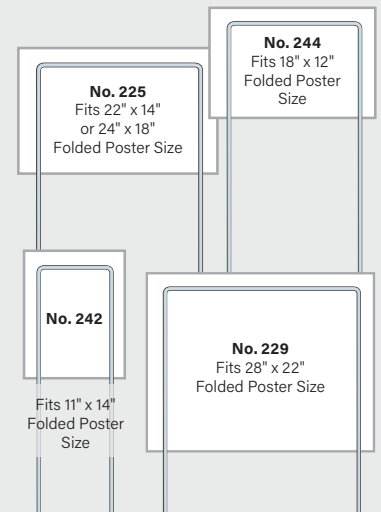 No. 244
Fits 18" x 12"
Folded Poster
Size
No. 225
Fits 22" x 14"
or 24" x 18"
Folded Poster Size
No. 242
Fits 11" x 14"
Folded Poster
Size
No. 229
Fits 28" x 22"
Folded Poster Size